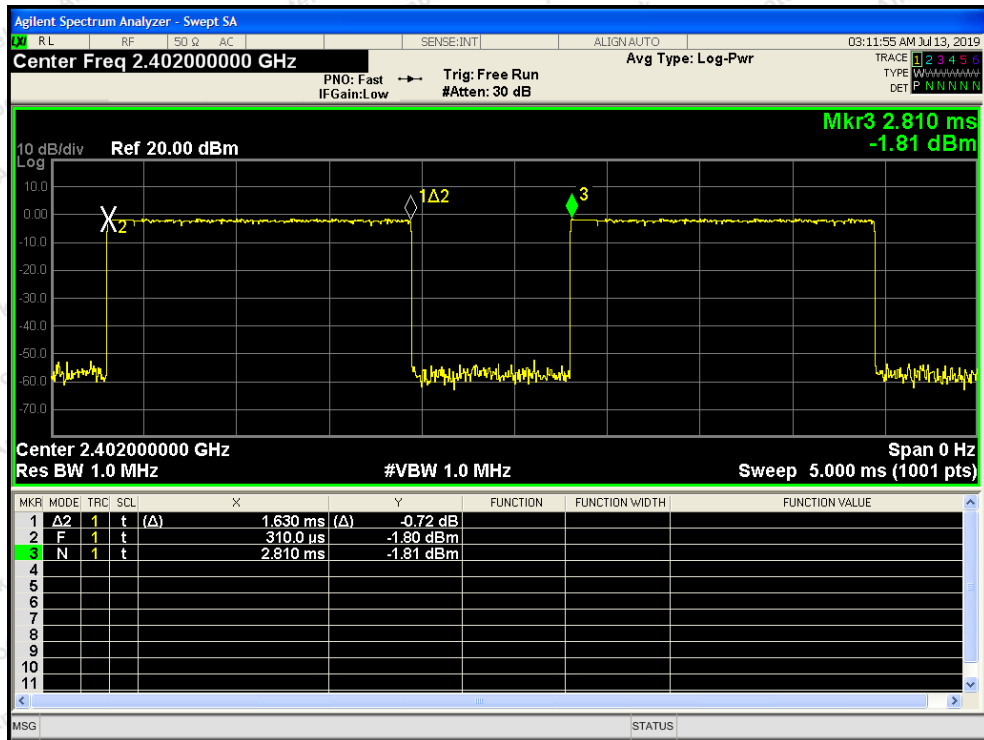 Agilent Spectrum Analyzer - Swept SA
LXI RL RF 50 Ω AC SENSE:INT ALIGN AUTO 03:11:55 AM Jul 13, 2019
Center Freq 2.402000000 GHz
PNO: Fast
IFGain:Low
Trig: Free Run
#Atten: 30 dB
Avg Type: Log-Pwr
TRACE 1 2 3 4 5 6
TYPE W
DET P N N N N N
Mkr3 2.810 ms
-1.81 dBm
10 dB/div Ref 20.00 dBm
Log
10.0
0.00
-10.0
-20.0
-30.0
-40.0
-50.0
-60.0
-70.0
X2
1Δ2
3
Center 2.402000000 GHz Span 0 Hz
Res BW 1.0 MHz #VBW 1.0 MHz Sweep 5.000 ms (1001 pts)
MKR MODE TRC SCL X Y FUNCTION FUNCTION WIDTH FUNCTION VALUE
1 Δ2 1 t (Δ) 1.630 ms (Δ) -0.72 dB
2 F 1 t 310.0 µs -1.80 dBm
3 N 1 t 2.810 ms -1.81 dBm
4
5
6
7
8
9
10
11
MSG STATUS